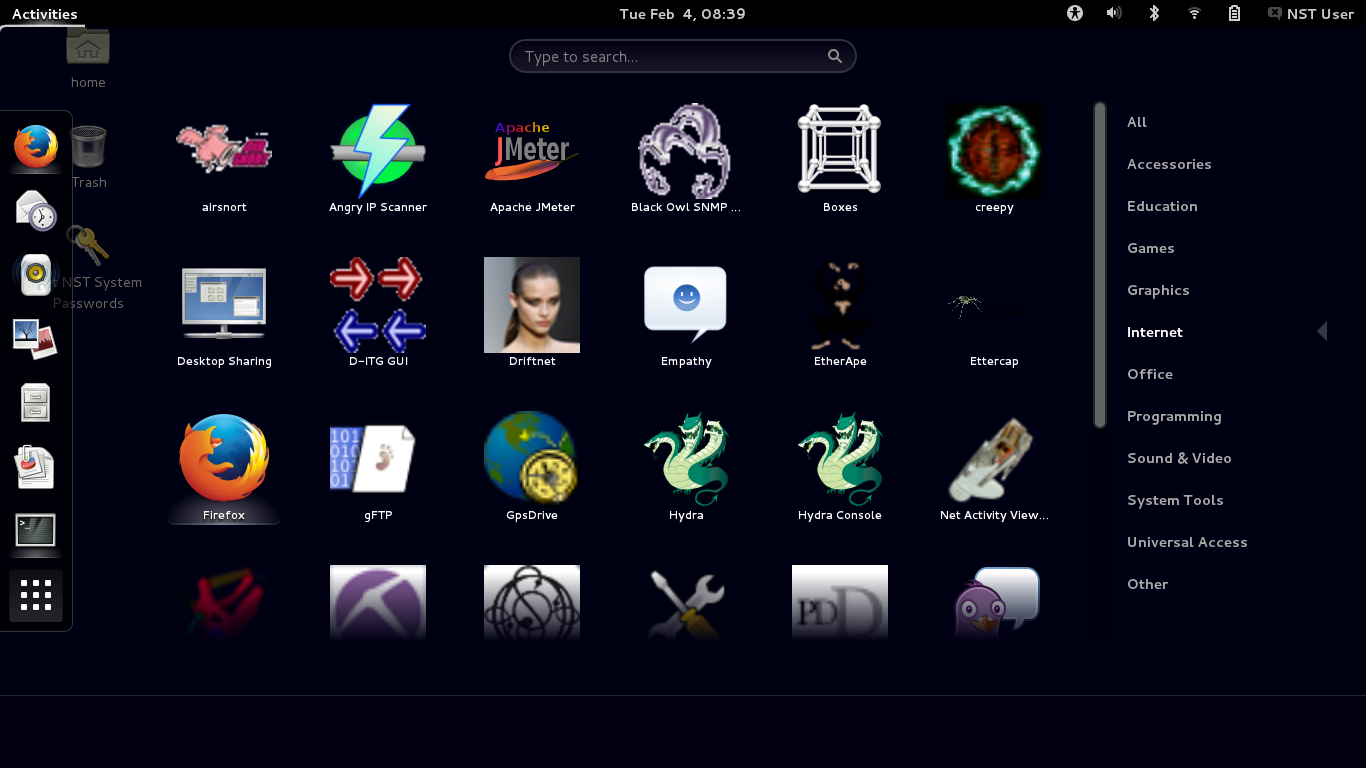 Activities
Tue Feb  4, 08:39
NST User
home
Type to search...
Trash
NST System
Passwords
Apache
JMeter
airsnort
Angry IP Scanner
Apache JMeter
Black Owl SNMP ...
Boxes
creepy
Desktop Sharing
D-ITG GUI
Driftnet
Empathy
EtherApe
Ettercap
Firefox
gFTP
GpsDrive
Hydra
Hydra Console
Net Activity View...
PDD
All
Accessories
Education
Games
Graphics
Internet
Office
Programming
Sound & Video
System Tools
Universal Access
Other